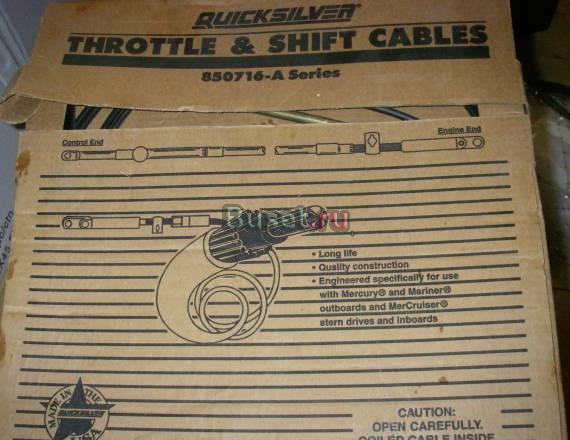 QUICKSILVER®
THROTTLE & SHIFT CABLES
850716-A Series
Control End
Engine End
Buset.ru
• Long life
• Quality construction
• Engineered specifically for use
with Mercury® and Mariner®
outboards and MerCruiser®
stern drives and inboards
MADE IN THE
QUICKSILVER
USA
CAUTION:
OPEN CAREFULLY.
COILED CABLE INSIDE